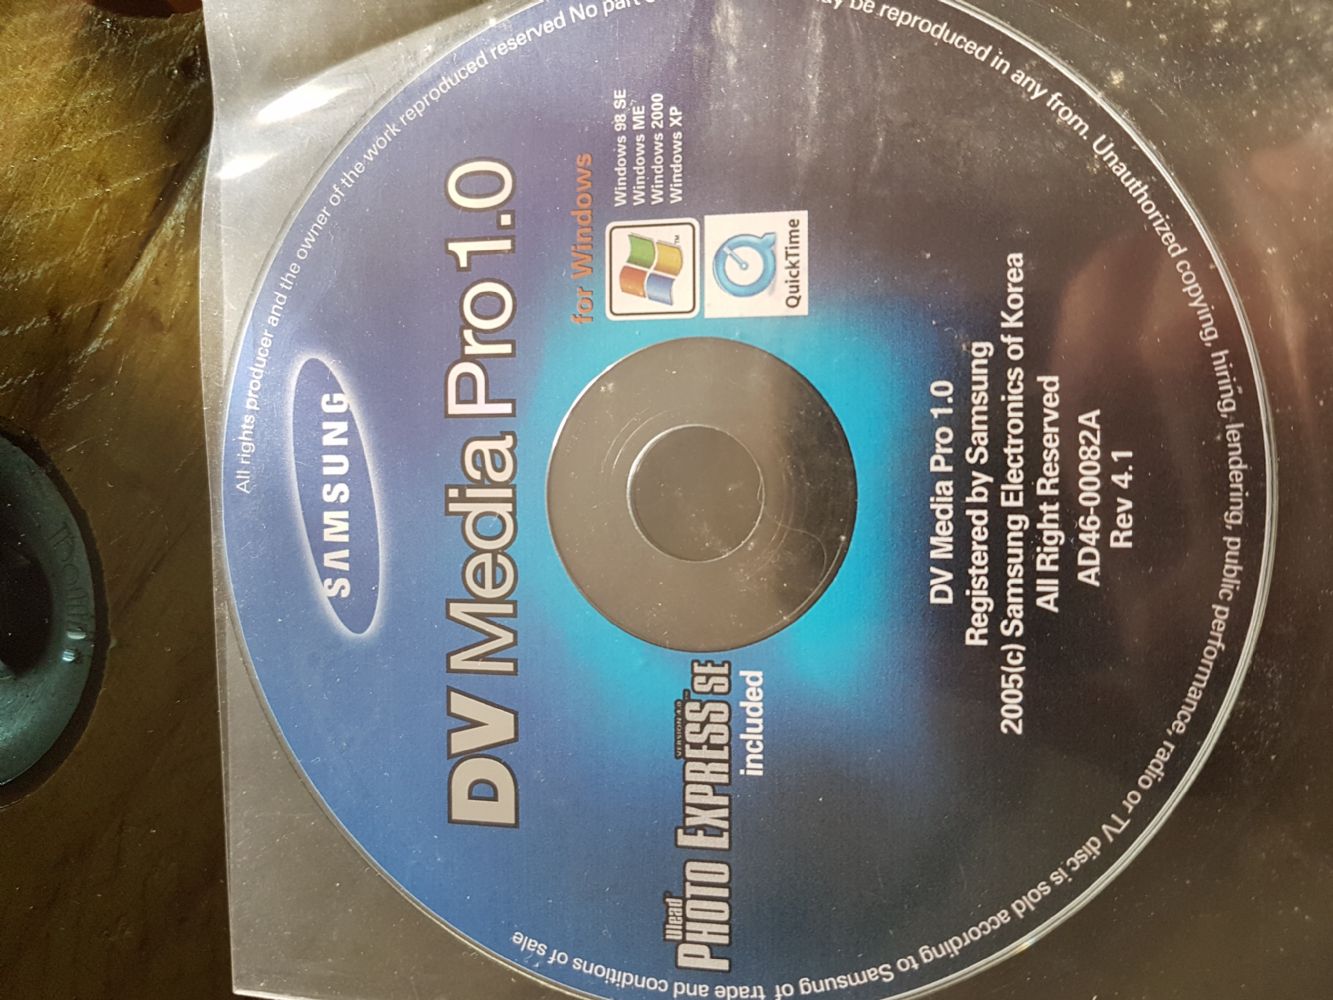 SAMSUNG
DV Media Pro 1.0
for Windows
Windows 98 SE
Windows ME
Windows 2000
Windows XP
QuickTime
Ulead
PHOTO EXPRESS SE
VERSION 4.0
included
DV Media Pro 1.0
Registered by Samsung
2005(c) Samsung Electronics of Korea
All Right Reserved
AD46-00082A
Rev 4.1
All rights producer and the owner of the work reproduced reserved No part be reproduced in any from. Unauthorized copying, hiring, lendering, public performance, radio or TV disc is sold according to Samsung of trade and conditions of sale